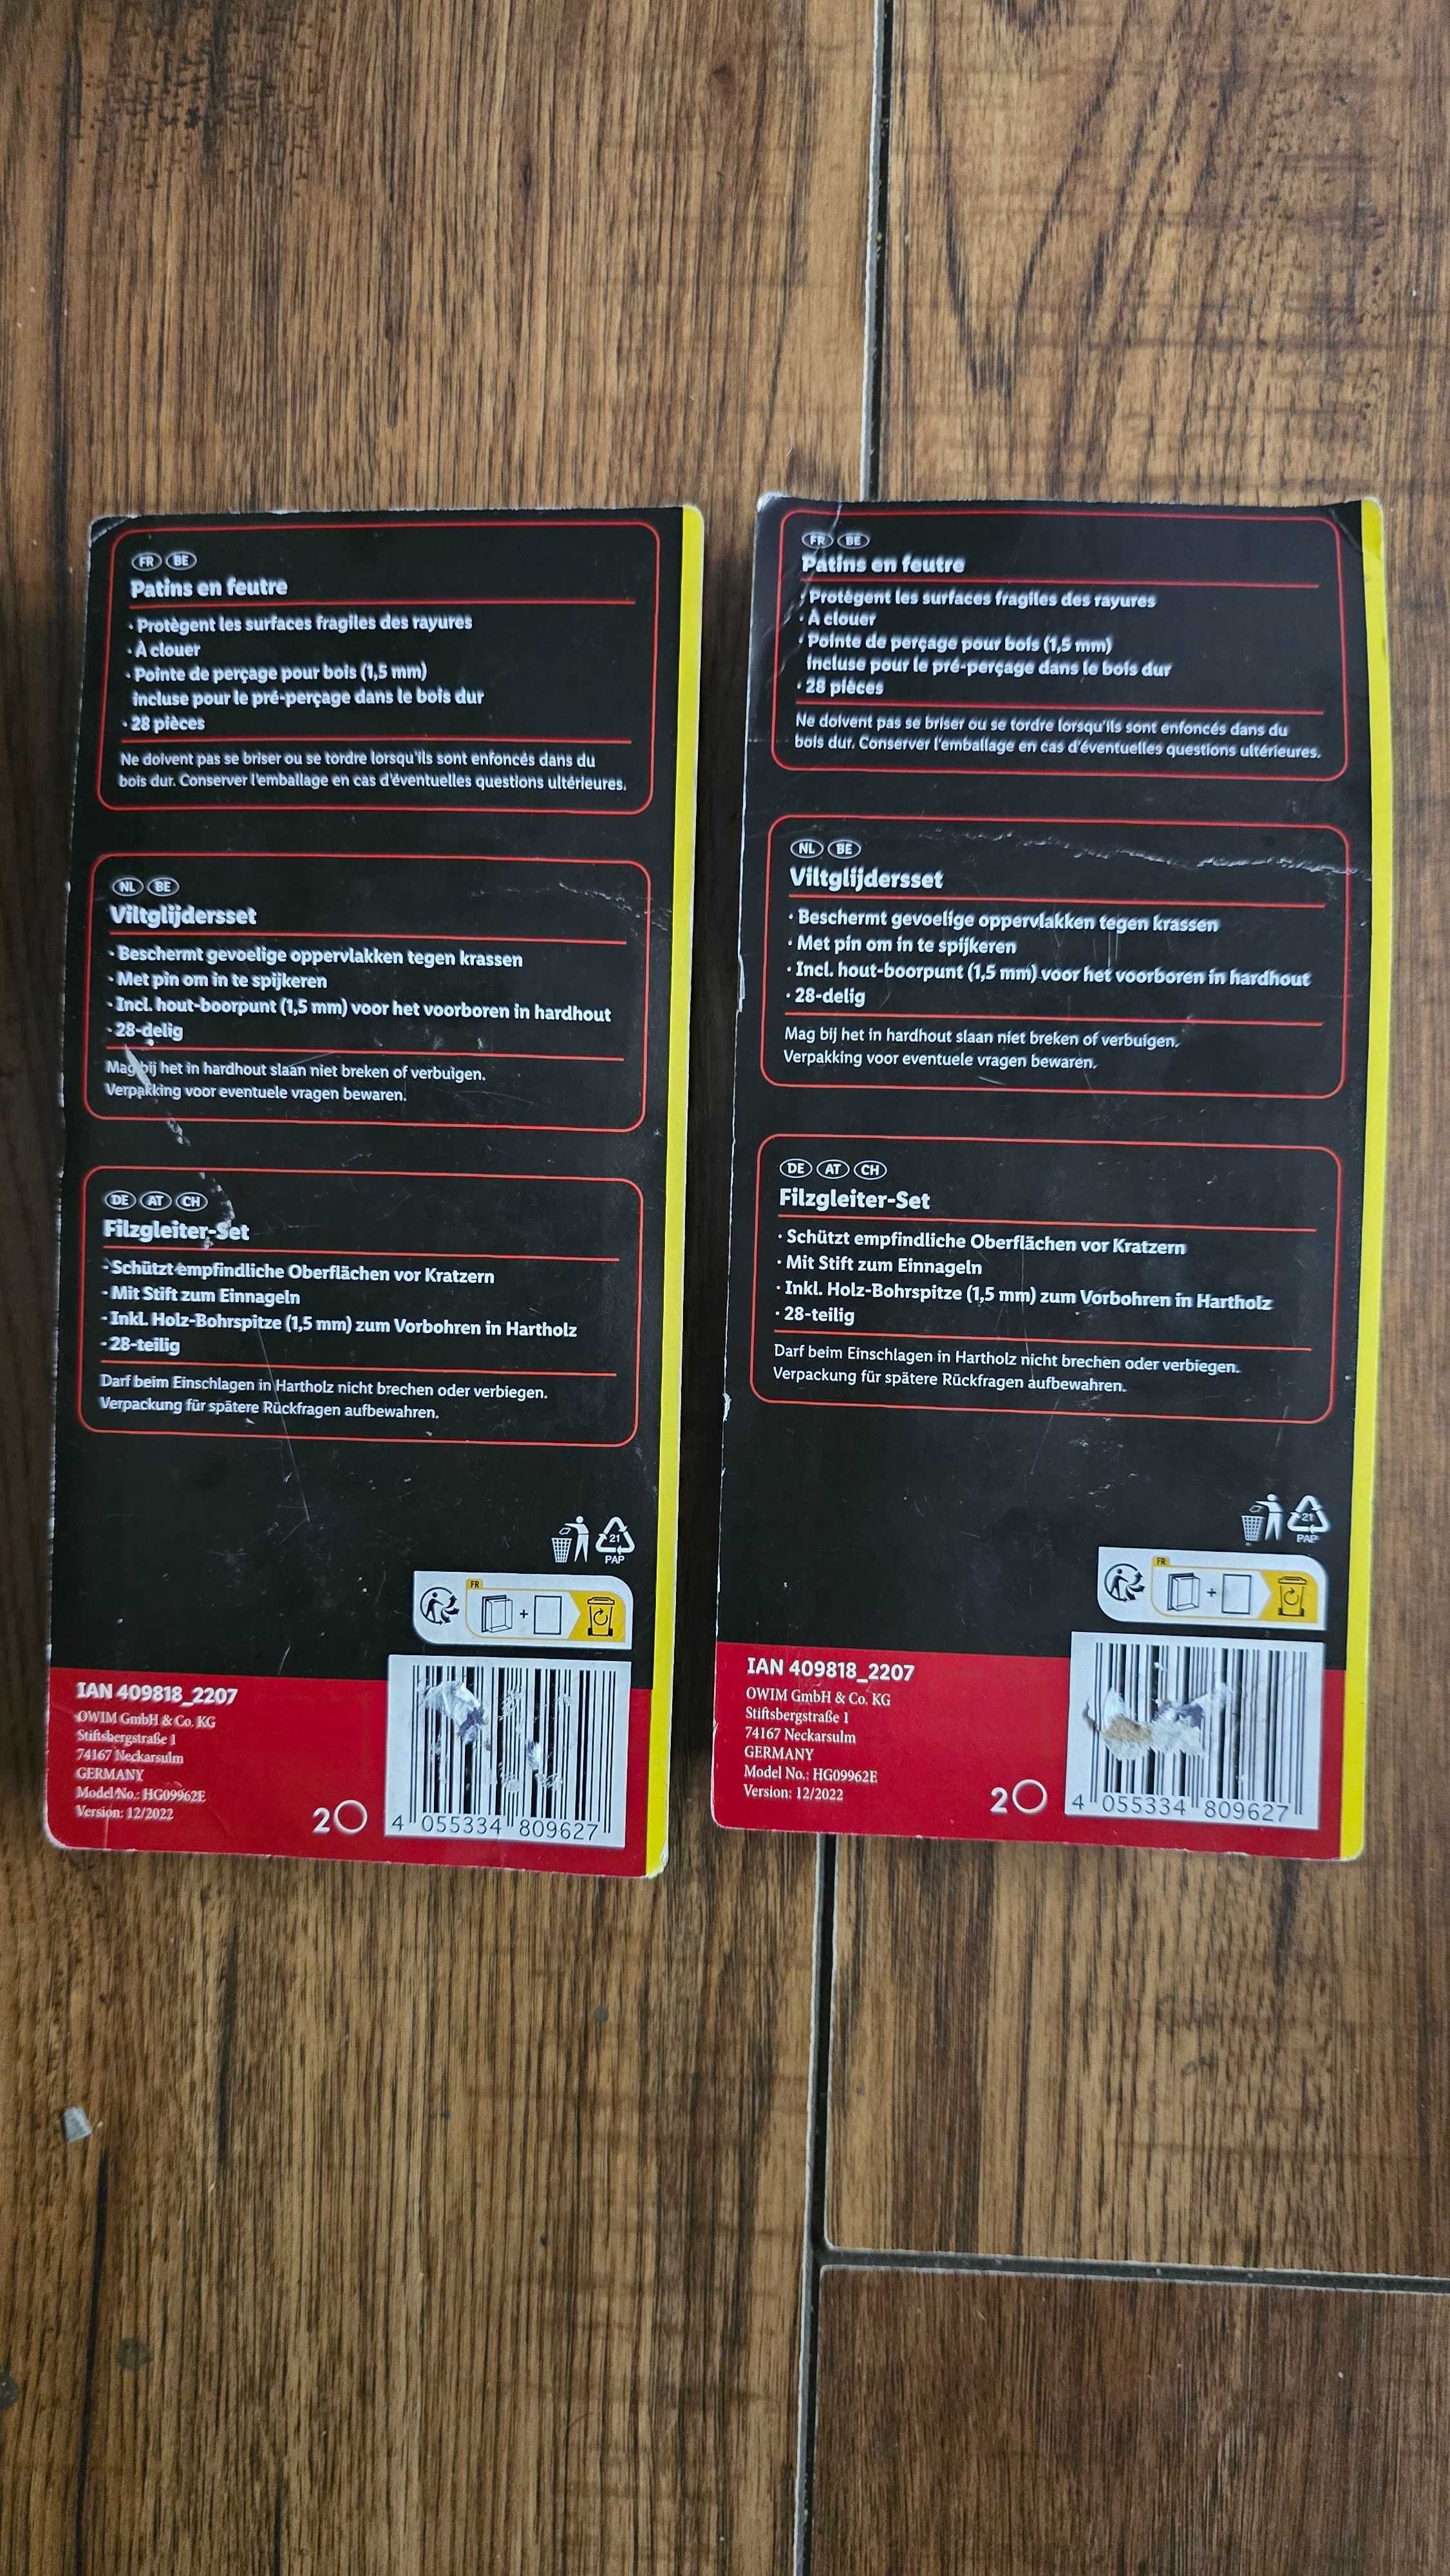 FR BE
Patins en feutre
· Protègent les surfaces fragiles des rayures
· À clouer
· Pointe de perçage pour bois (1,5 mm)
incluse pour le pré-perçage dans le bois dur
· 28 pièces
Ne doivent pas se briser ou se tordre lorsqu'ils sont enfoncés dans du
bois dur. Conserver l'emballage en cas d'éventuelles questions ultérieures.
NL BE
Viltglijdersset
· Beschermt gevoelige oppervlakken tegen krassen
· Met pin om in te spijkeren
· Incl. hout-boorpunt (1,5 mm) voor het voorboren in hardhout
· 28-delig
Mag bij het in hardhout slaan niet breken of verbuigen.
Verpakking voor eventuele vragen bewaren.
DE AT CH
Filzgleiter-Set
· Schützt empfindliche Oberflächen vor Kratzern
· Mit Stift zum Einnageln
· Inkl. Holz-Bohrspitze (1,5 mm) zum Vorbohren in Hartholz
· 28-teilig
Darf beim Einschlagen in Hartholz nicht brechen oder verbiegen.
Verpackung für spätere Rückfragen aufbewahren.
21
PAP
FR
+
IAN 409818_2207
OWIM GmbH & Co. KG
Stiftsbergstraße 1
74167 Neckarsulm
GERMANY
Model No.: HG09962E
Version: 12/2022
2
4 055334 809627
FR BE
Patins en feutre
· Protègent les surfaces fragiles des rayures
· À clouer
· Pointe de perçage pour bois (1,5 mm)
incluse pour le pré-perçage dans le bois dur
· 28 pièces
Ne doivent pas se briser ou se tordre lorsqu'ils sont enfoncés dans du
bois dur. Conserver l'emballage en cas d'éventuelles questions ultérieures.
NL BE
Viltglijdersset
· Beschermt gevoelige oppervlakken tegen krassen
· Met pin om in te spijkeren
· Incl. hout-boorpunt (1,5 mm) voor het voorboren in hardhout
· 28-delig
Mag bij het in hardhout slaan niet breken of verbuigen.
Verpakking voor eventuele vragen bewaren.
DE AT CH
Filzgleiter-Set
· Schützt empfindliche Oberflächen vor Kratzern
· Mit Stift zum Einnageln
· Inkl. Holz-Bohrspitze (1,5 mm) zum Vorbohren in Hartholz
· 28-teilig
Darf beim Einschlagen in Hartholz nicht brechen oder verbiegen.
Verpackung für spätere Rückfragen aufbewahren.
21
PAP
FR
+
IAN 409818_2207
OWIM GmbH & Co. KG
Stiftsbergstraße 1
74167 Neckarsulm
GERMANY
Model No.: HG09962E
Version: 12/2022
2
4 055334 809627